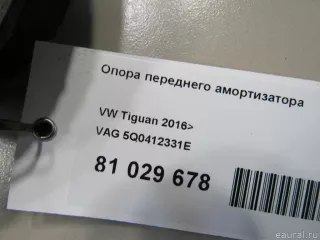 Опора переднего амортизатора
VW Tiguan 2016>
VAG 5Q0412331E
81 029 678
eaural.ru